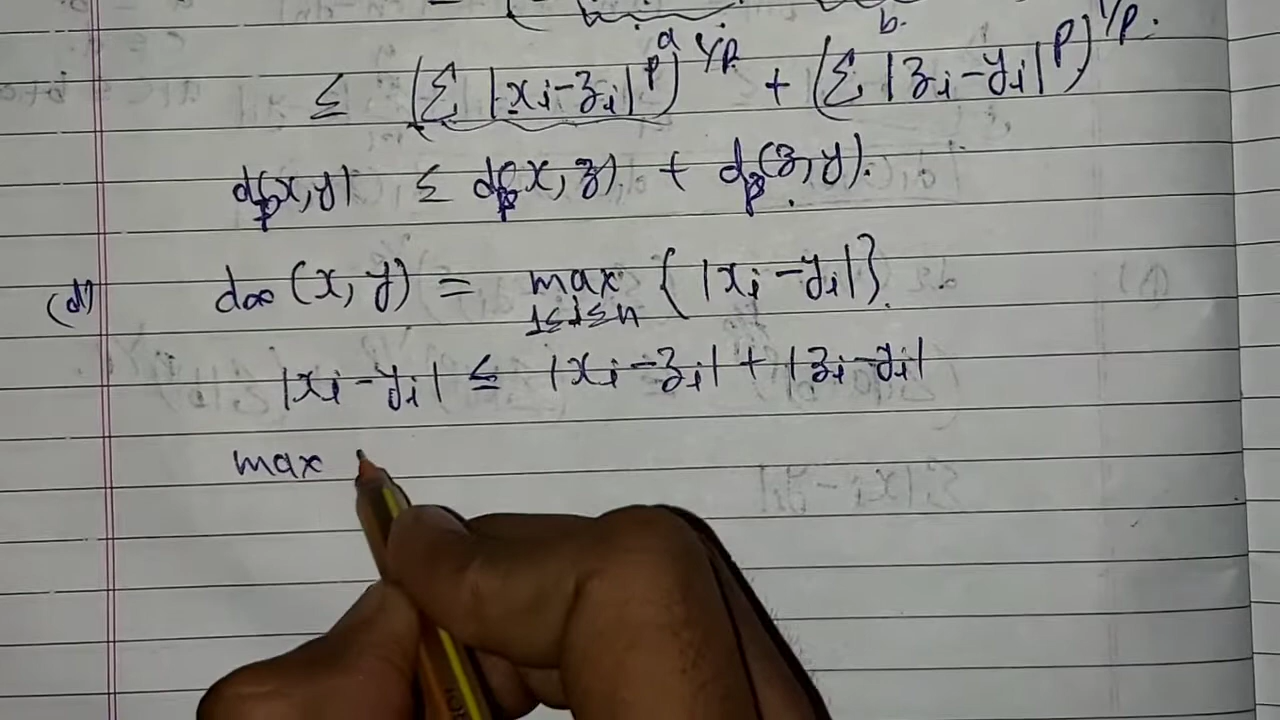 b.
a
≤ (Σ |xᵢ-zᵢ|ᵖ)^1/p + (Σ |zᵢ-yᵢ|ᵖ)^1/p.
dₚ(x,y) ≤ dₚ(x,z) + dₚ(z,y).
(d) d∞ (x, y) = max {|xᵢ-yᵢ|}.
1≤i≤n
|xᵢ-yᵢ| ≤ |xᵢ-zᵢ| + |zᵢ-yᵢ|
max